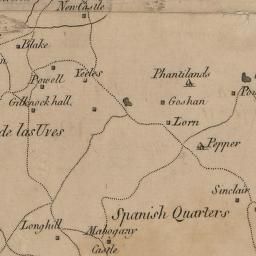 New Castle
Blake
Powell
Yeeles
Phantilands
Gilknock hall
Goshan
Lorn
de las Uves
Pepper
Sinclair
Spanish Quarters
Longhill
Mahogany
Castle